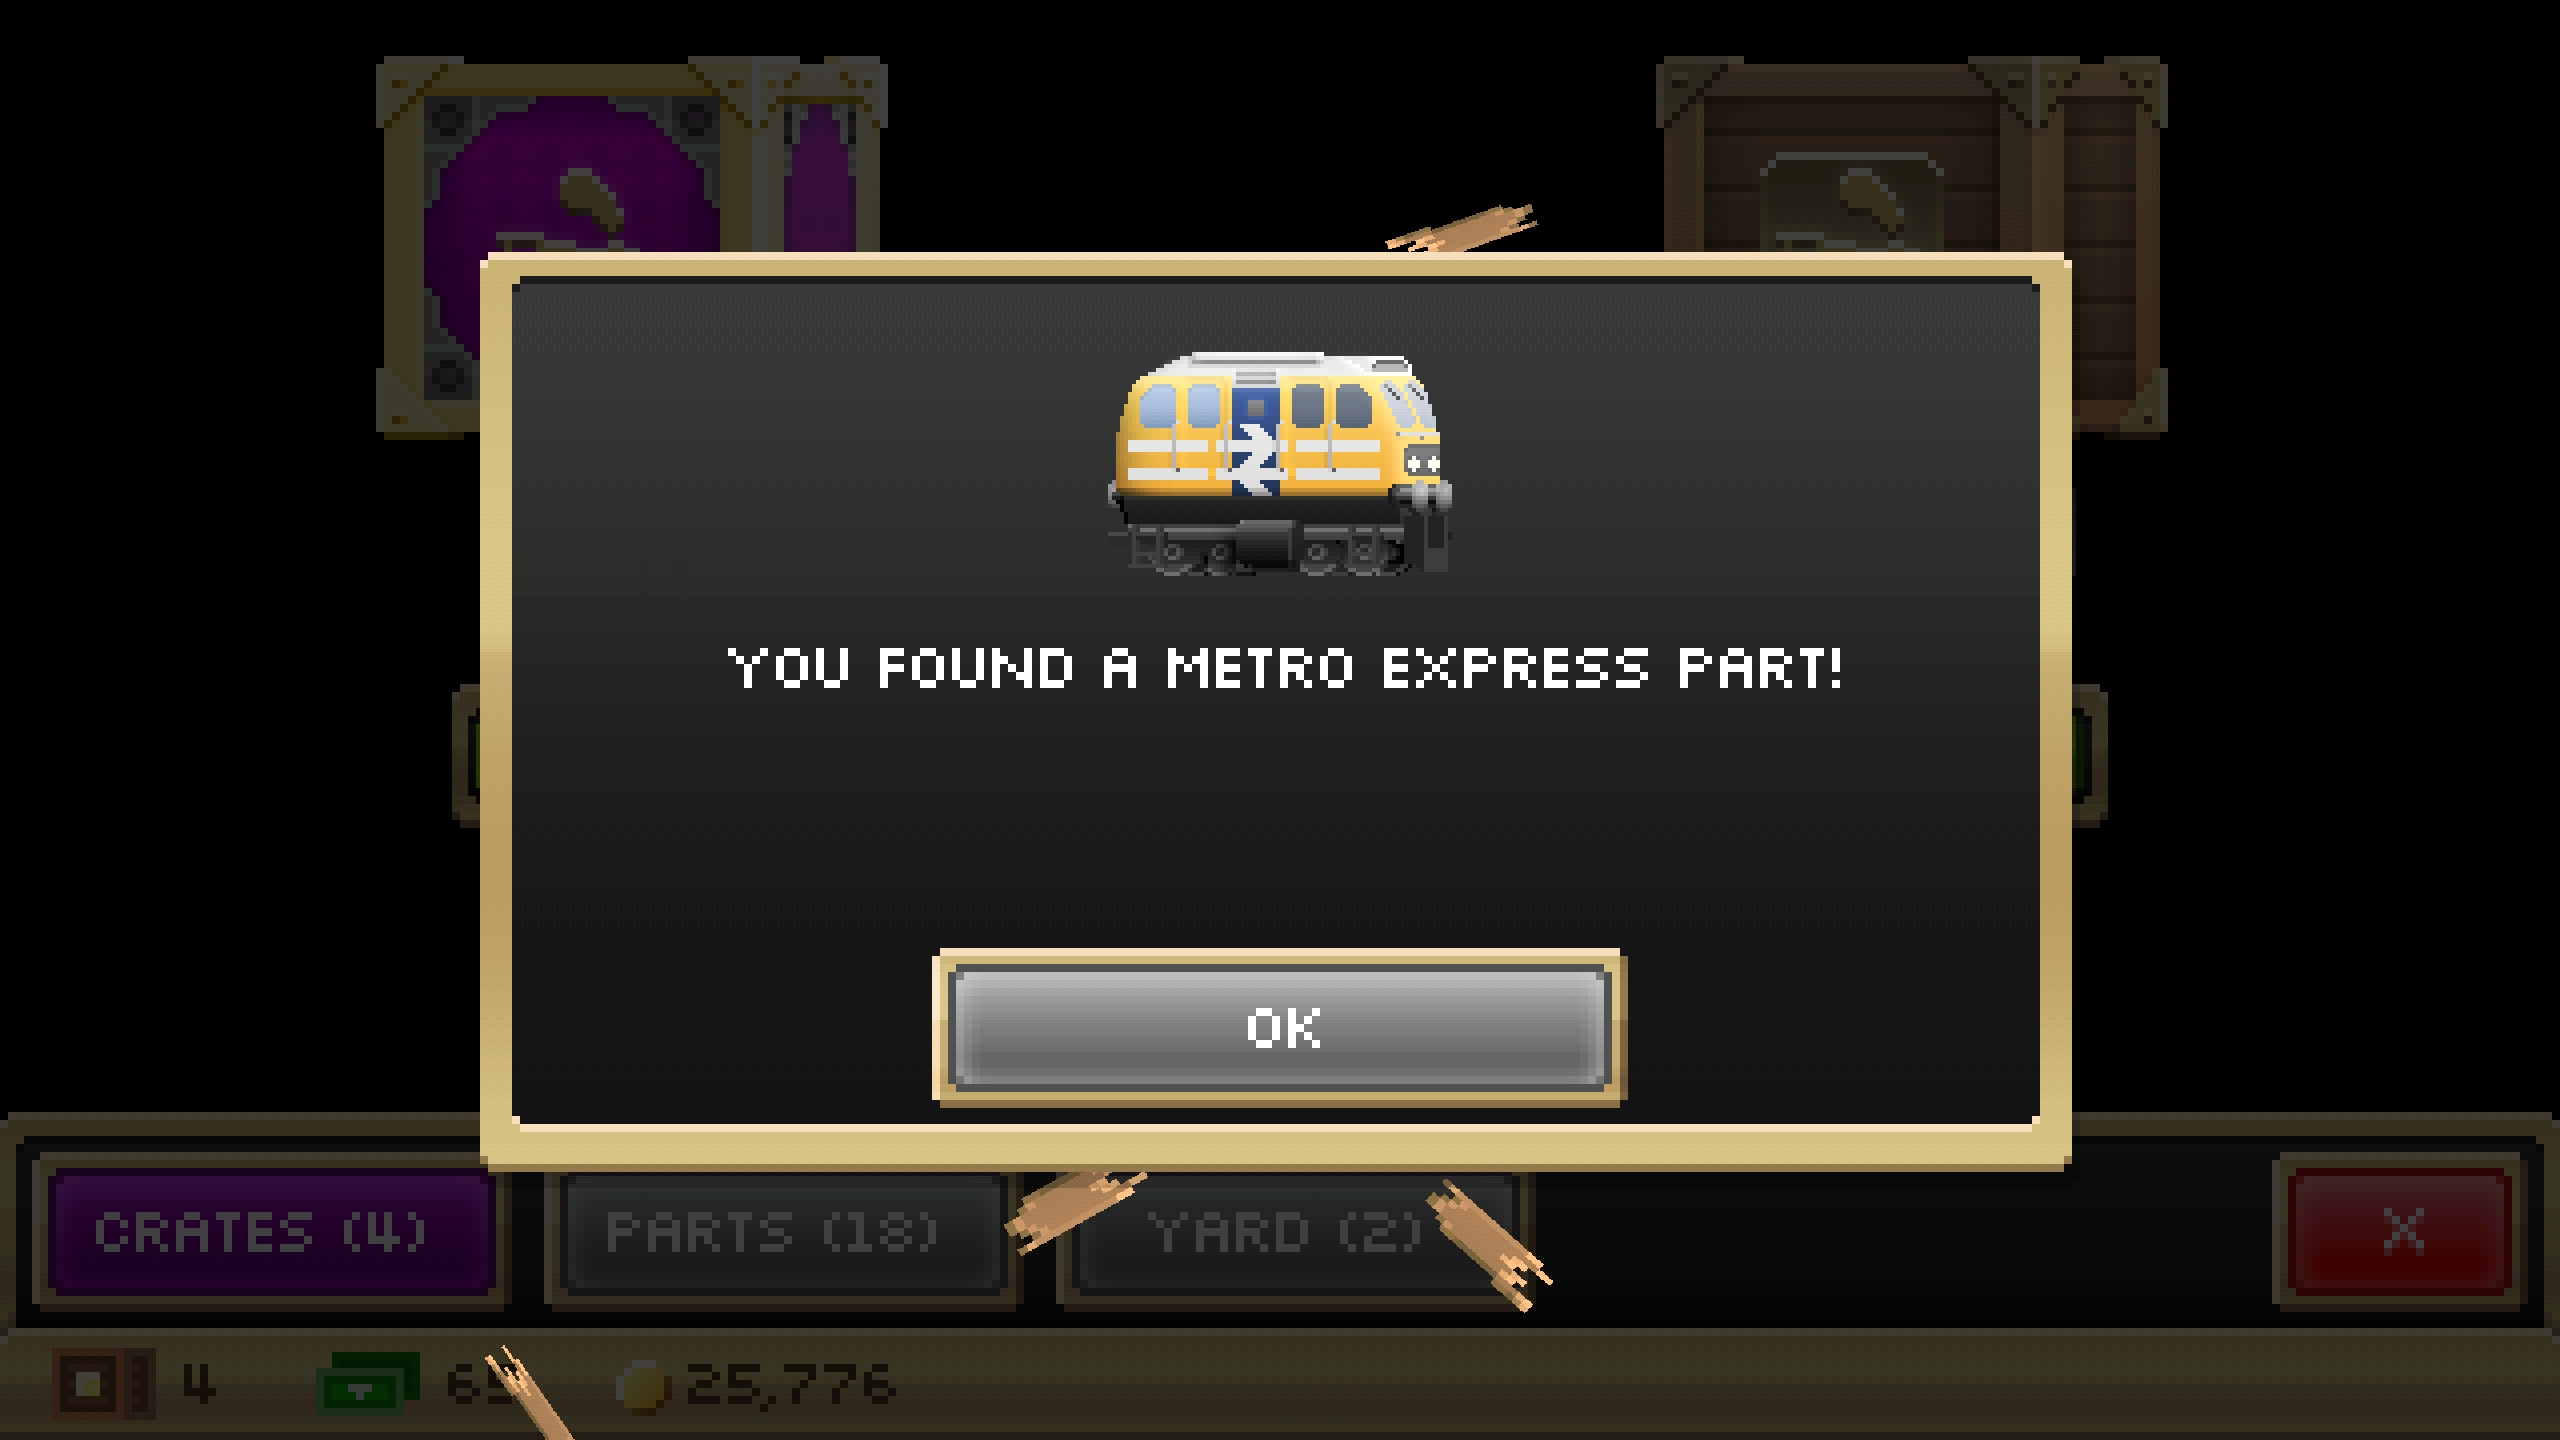 YOU FOUND A METRO EXPRESS PART!
OK
CRATES (4)
PARTS (18)
YARD (2)
X
4
25,776